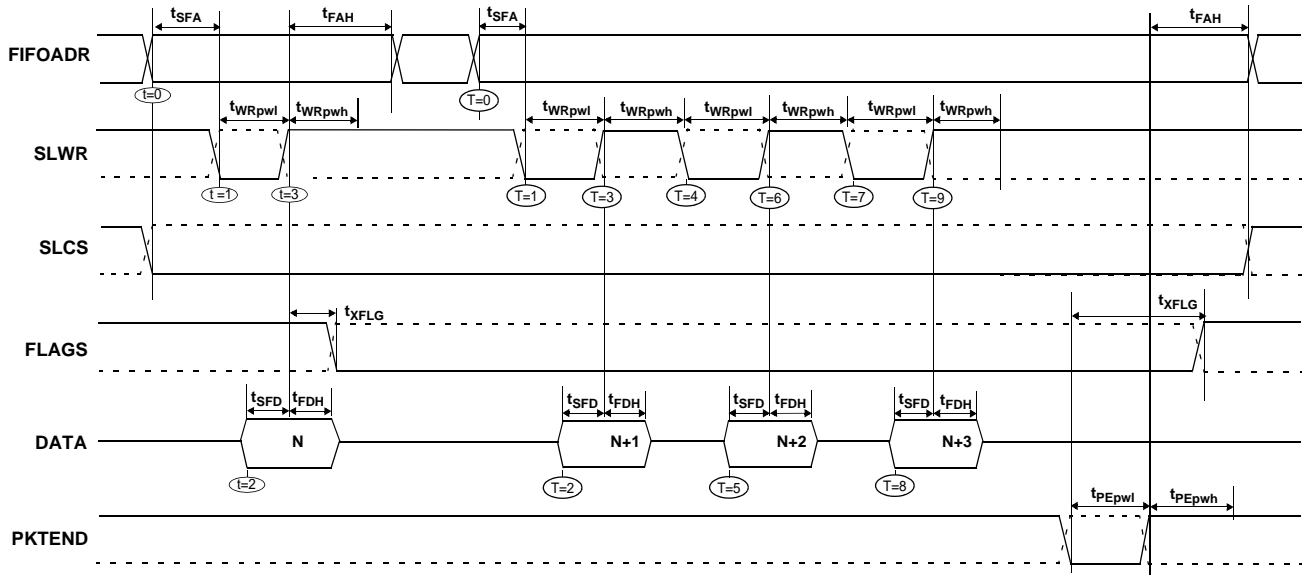 tSFA tFAH tSFA tFAH
FIFOADR
t=0 T=0
tWRpwl tWRpwh tWRpwl tWRpwh tWRpwl tWRpwh tWRpwl tWRpwh
SLWR
t=1 t=3 T=1 T=3 T=4 T=6 T=7 T=9
SLCS
tXFLG tXFLG
FLAGS
tSFD tFDH tSFD tFDH tSFD tFDH tSFD tFDH
DATA N N+1 N+2 N+3
t=2 T=2 T=5 T=8
tPEpwl tPEpwh
PKTEND